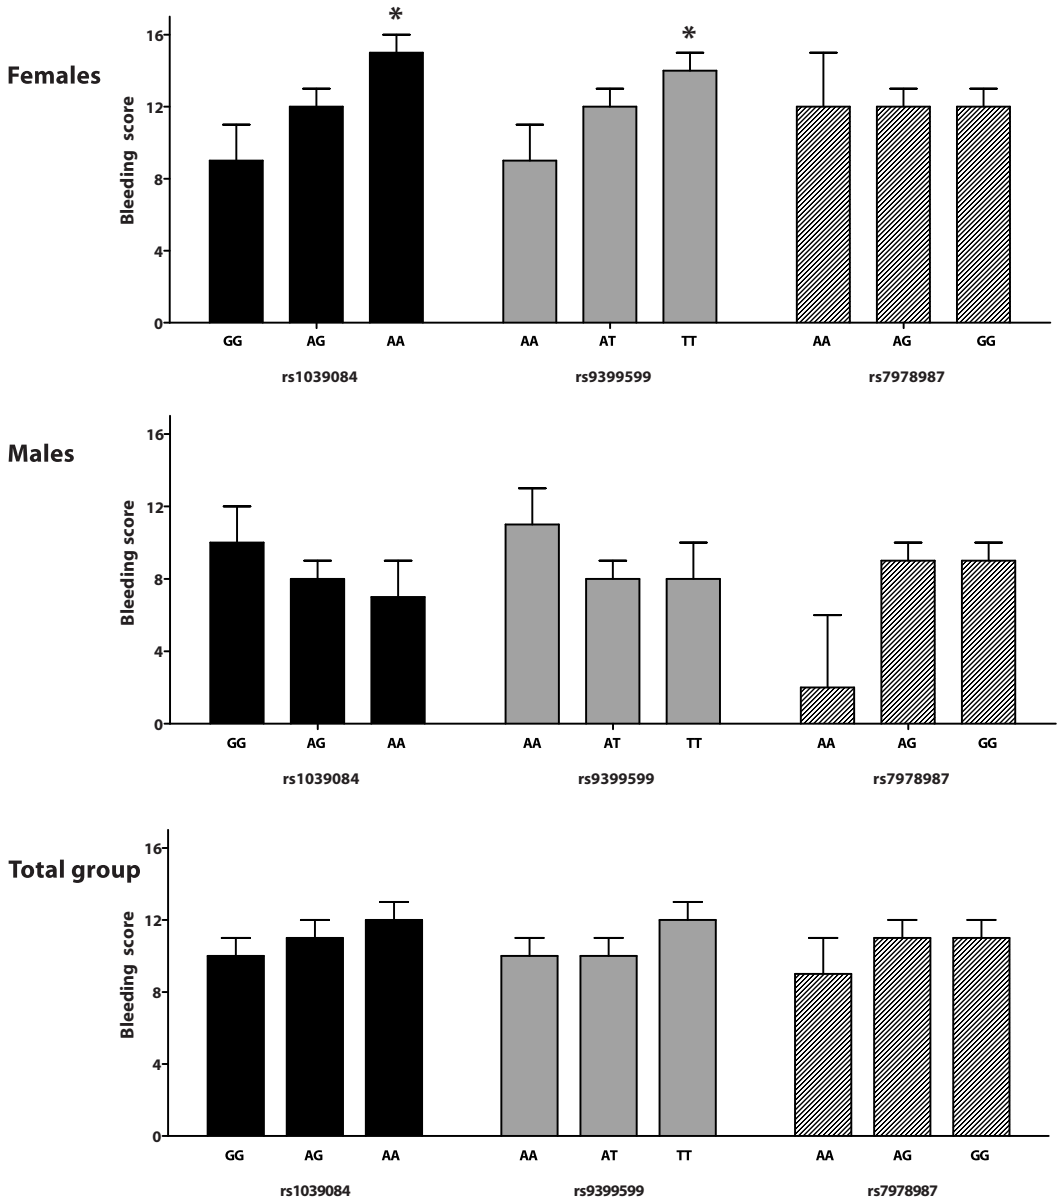 * *
16
Females
12
Bleeding score
8
4
0
GG AG AA AA AT TT AA AG GG
rs1039084 rs9399599 rs7978987
16
Males
12
Bleeding score
8
4
0
GG AG AA AA AT TT AA AG GG
rs1039084 rs9399599 rs7978987
16
Total group
12
Bleeding score
8
4
0
GG AG AA AA AT TT AA AG GG
rs1039084 rs9399599 rs7978987